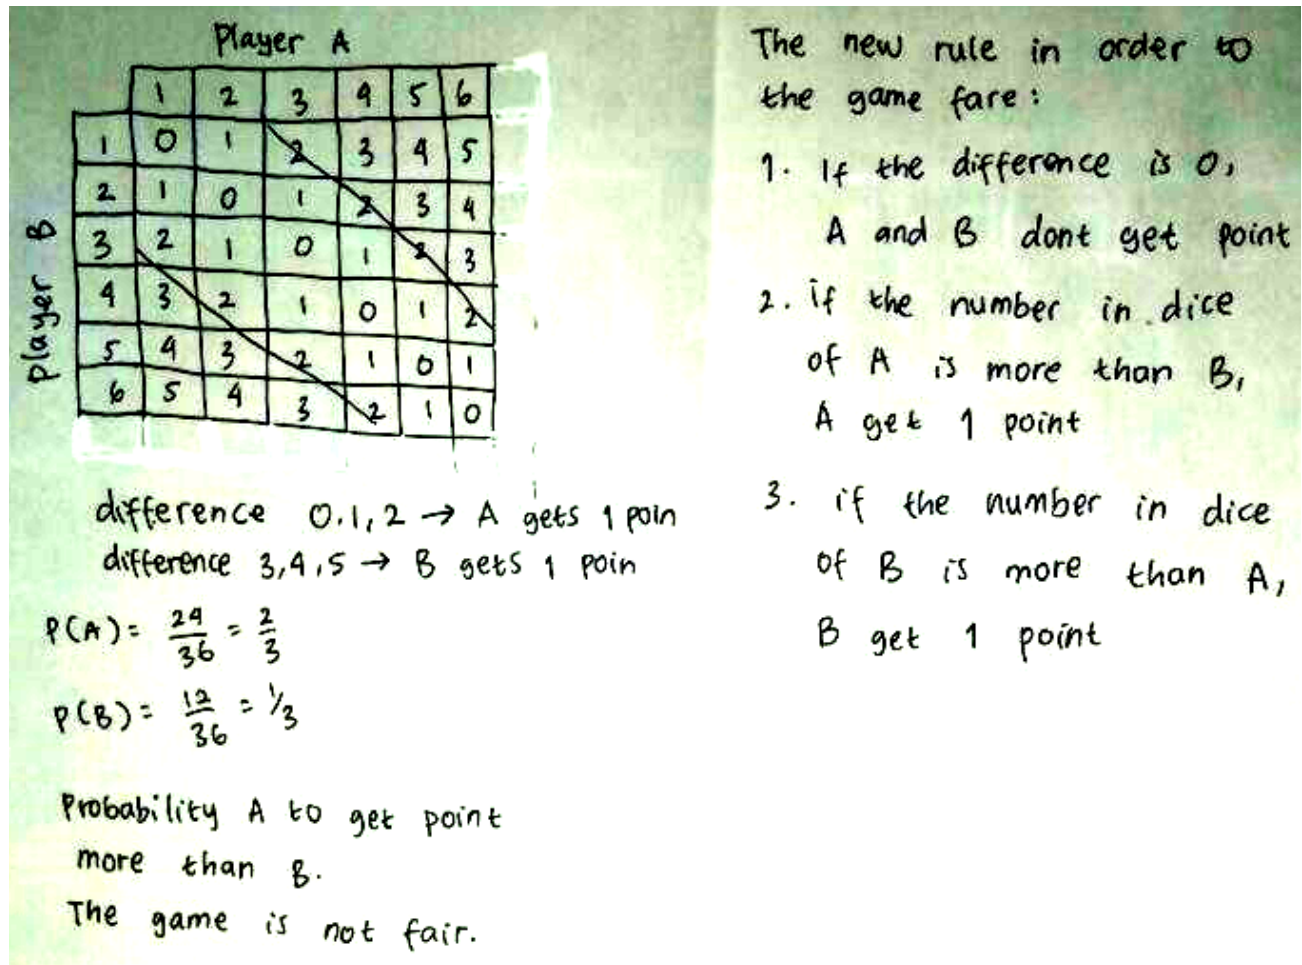 Player A
1 2 3 4 5 6
1 0 1 2 3 4 5
2 1 0 1 2 3 4
3 2 1 0 1 2 3
4 3 2 1 0 1 2
5 4 3 2 1 0 1
6 5 4 3 2 1 0
player B
difference 0.1, 2 → A gets 1 poin
difference 3,4,5 → B gets 1 poin
P(A) = 24/36 = 2/3
P(B) = 12/36 = 1/3
Probability A to get point
more than B.
The game is not fair.
The new rule in order to
the game fare :
1. If the difference is 0,
A and B dont get point
2. if the number in dice
of A is more than B,
A get 1 point
3. if the number in dice
of B is more than A,
B get 1 point